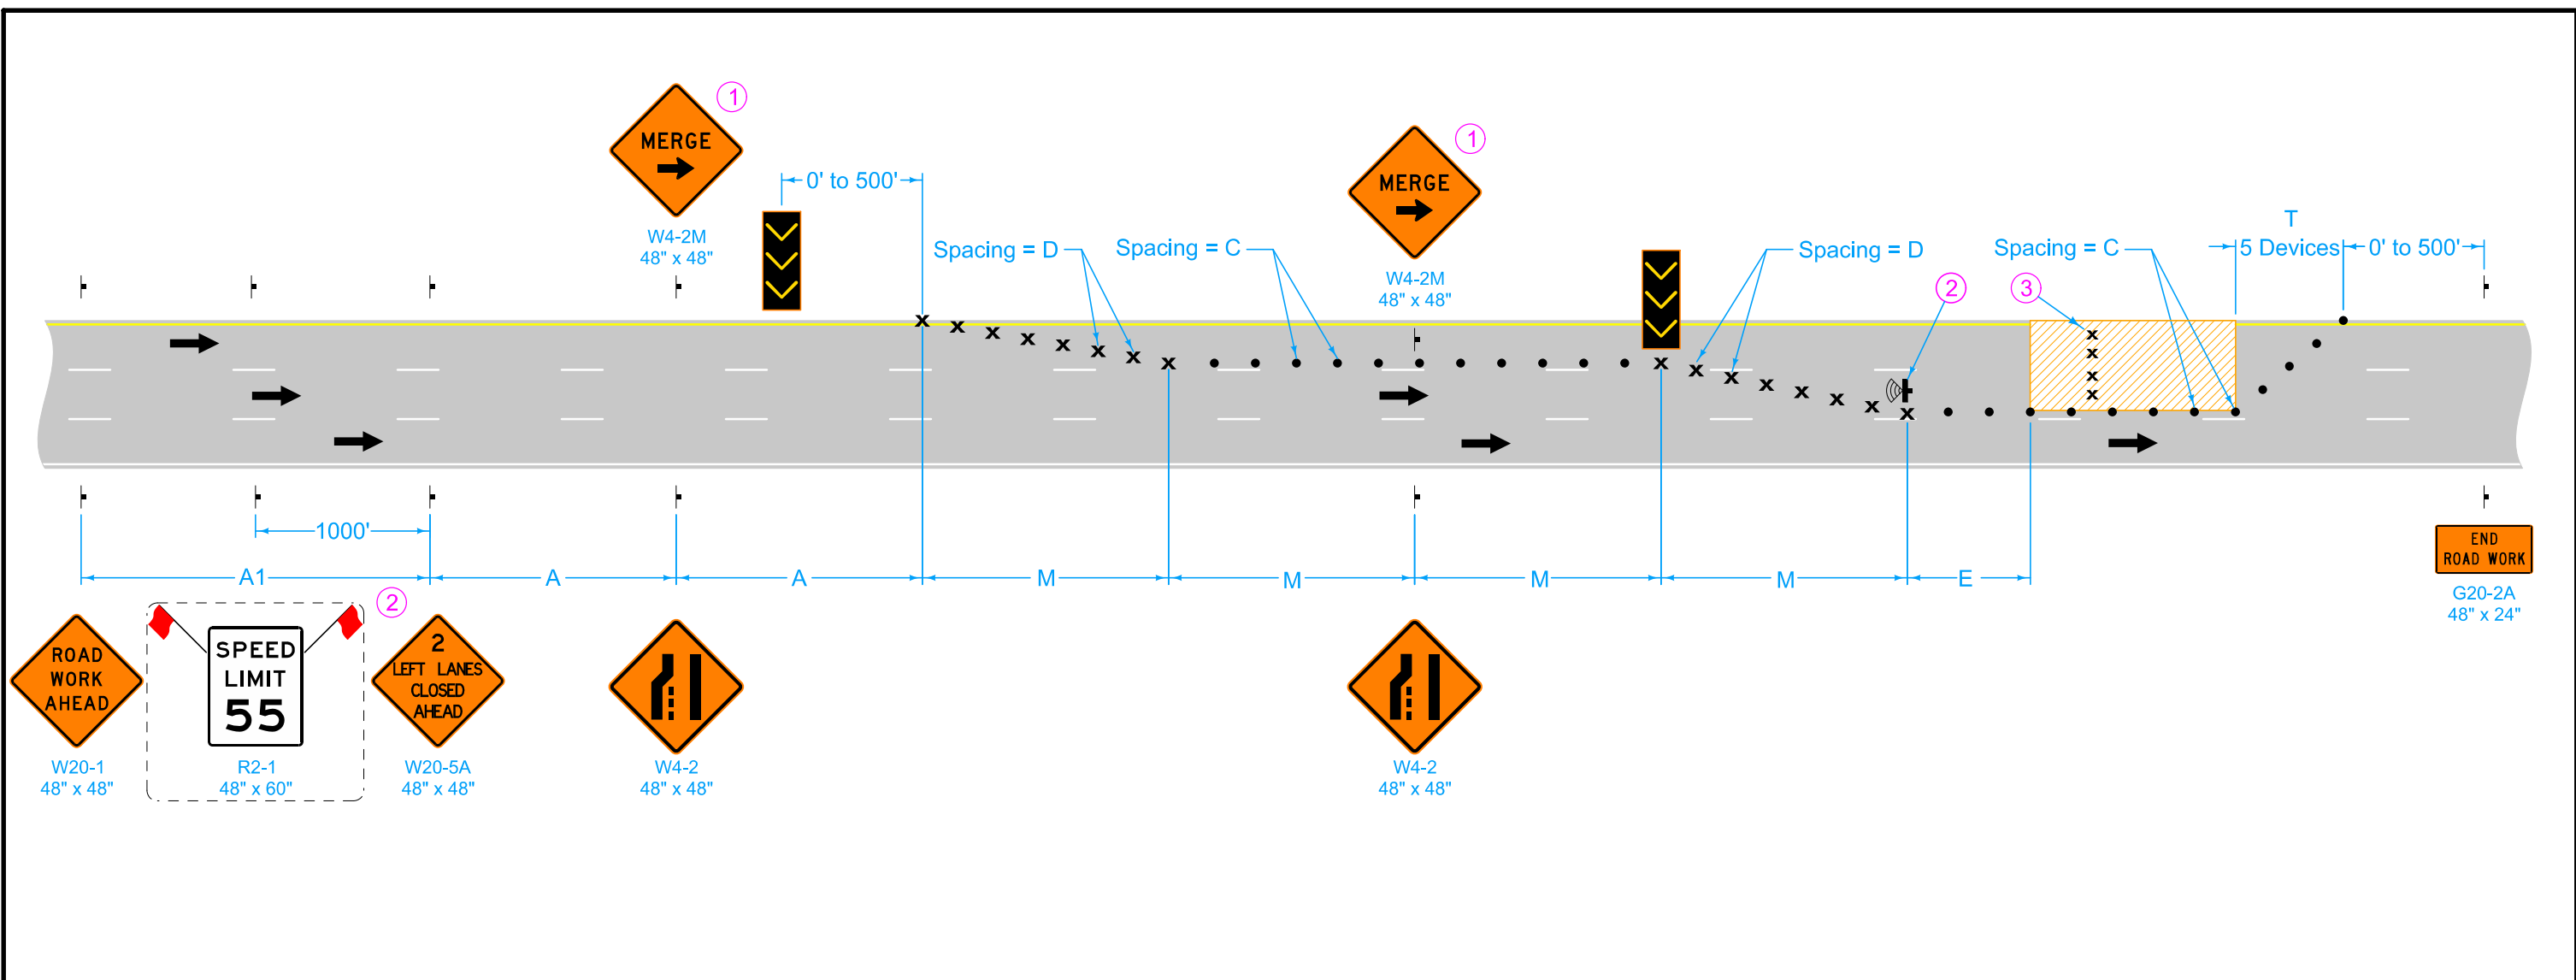 MERGE
1
W4-2M
48" x 48"
0' to 500'
Spacing = D
Spacing = C
MERGE
1
W4-2M
48" x 48"
Spacing = D
2
Spacing = C
3
T
5 Devices
0' to 500'
1000'
A1
A
A
M
M
M
M
E
ROAD
WORK
AHEAD
W20-1
48" x 48"
SPEED
LIMIT
55
R2-1
48" x 60"
2
2
LEFT LANES
CLOSED
AHEAD
W20-5A
48" x 48"
W4-2
48" x 48"
W4-2
48" x 48"
END
ROAD WORK
G20-2A
48" x 24"